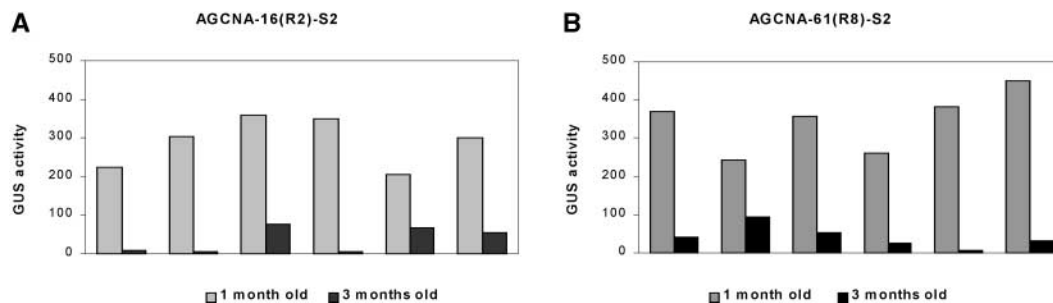 A
AGCNA-16(R2)-S2
500
400
300
200
100
0
GUS activity
1 month old 3 months old
B
AGCNA-61(R8)-S2
500
400
300
200
100
0
GUS activity
1 month old 3 months old